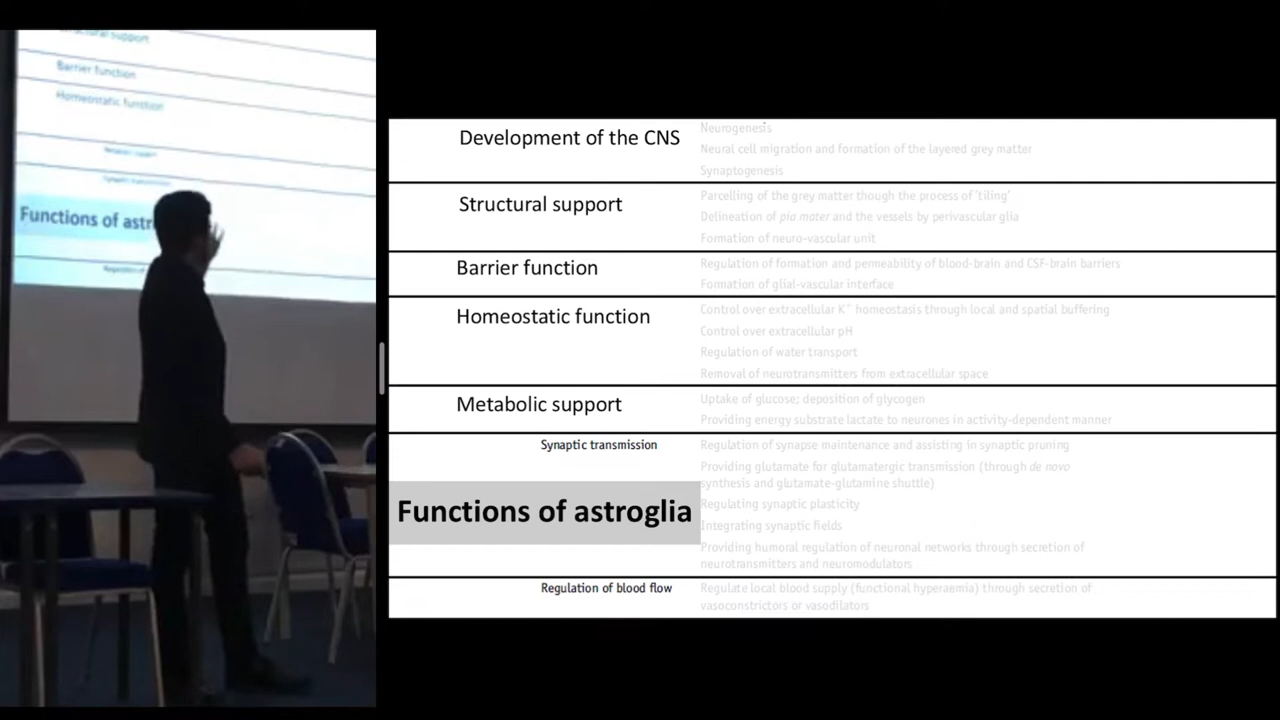 Structural support
Barrier function
Homeostatic function
Metabolic support
Synaptic transmission
Functions of astr
Regulation of
Development of the CNS
Neurogenesis
Neural cell migration and formation of the layered grey matter
Synaptogenesis
Structural support
Parcelling of the grey matter though the process of 'tiling'
Delineation of pia mater and the vessels by perivascular glia
Formation of neuro-vascular unit
Barrier function
Regulation of formation and permeability of blood-brain and CSF-brain barriers
Formation of glial-vascular interface
Homeostatic function
Control over extracellular K⁺ homeostasis through local and spatial buffering
Control over extracellular pH
Regulation of water transport
Removal of neurotransmitters from extracellular space
Metabolic support
Uptake of glucose; deposition of glycogen
Providing energy substrate lactate to neurones in activity-dependent manner
Synaptic transmission
Regulation of synapse maintenance and assisting in synaptic pruning
Providing glutamate for glutamatergic transmission (through de novo
synthesis and glutamate-glutamine shuttle)
Functions of astroglia
Regulating synaptic plasticity
Integrating synaptic fields
Providing humoral regulation of neuronal networks through secretion of
neurotransmitters and neuromodulators
Regulation of blood flow
Regulate local blood supply (functional hyperaemia) through secretion of
vasoconstrictors or vasodilators